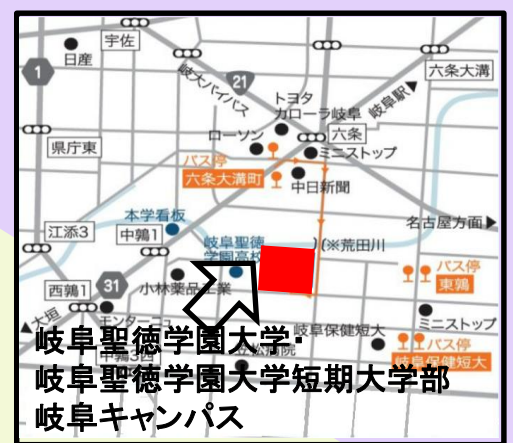 宇佐
日産
1
岐大バイパス
21
六条大溝
トヨタ
カローラ岐阜
岐阜駅
ローソン
六条
県庁東
ミニストップ
バス停
六条大溝町
中日新聞
本学看板
名古屋方面
江添3
中鶉1
岐阜聖徳
学園高校
(※荒田川
バス停
東鶉
西鶉1
31
小林薬品工業
大垣
モンターニュ
ミニストップ
岐阜保健短大
バス停
岐阜保健短大
岐阜聖徳学園大学・
岐阜聖徳学園大学短期大学部
岐阜キャンパス